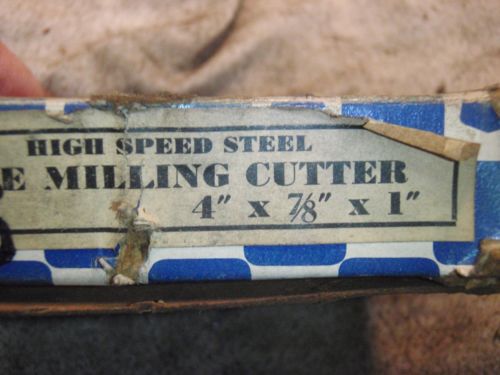 HIGH SPEED STEEL
E MILLING CUTTER
4" x 7/8" x 1"